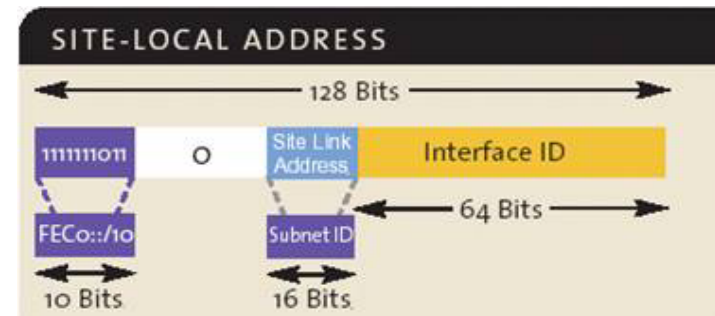 SITE-LOCAL ADDRESS
128 Bits
1111111011
0
Site Link
Address
Interface ID
64 Bits
FEC0::/10
Subnet ID
10 Bits
16 Bits